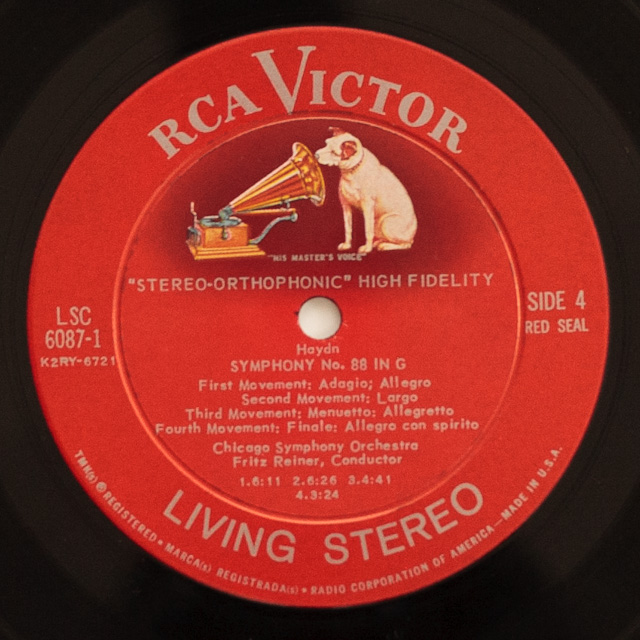 RCA VICTOR
"HIS MASTER'S VOICE"
"STEREO-ORTHOPHONIC" HIGH FIDELITY
LSC
6087-1
K2RY-6721
SIDE 4
RED SEAL
Haydn
SYMPHONY No. 88 IN G
First Movement: Adagio; Allegro
Second Movement: Largo
Third Movement: Menuetto: Allegretto
Fourth Movement: Finale: Allegro con spirito
Chicago Symphony Orchestra
Fritz Reiner, Conductor
1.6:11 2.6:26 3.4:41
4.3:24
LIVING STEREO
TMK(s) ® REGISTERED • MARCA(s) REGISTRADA(s) • RADIO CORPORATION OF AMERICA—MADE IN U.S.A.